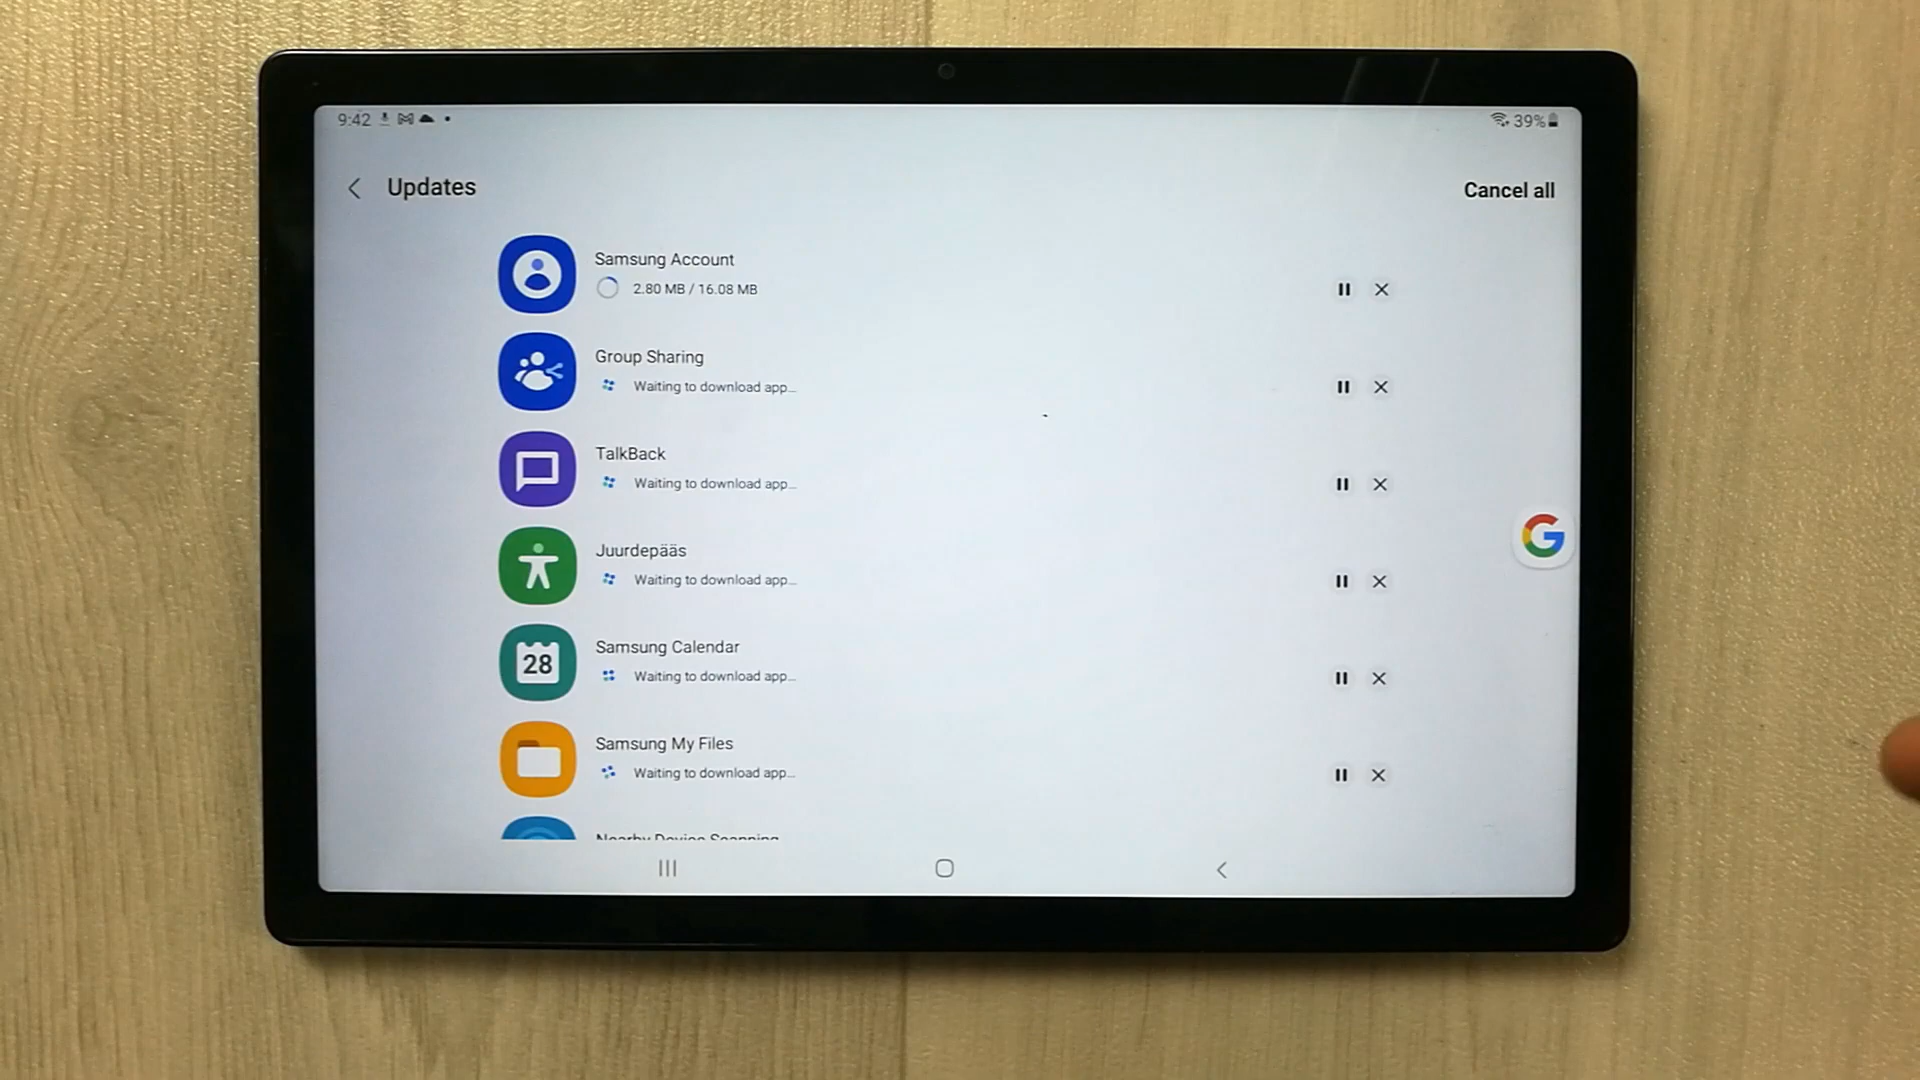 9:42
39%
Updates
Cancel all
Samsung Account
2.80 MB / 16.08 MB
Group Sharing
Waiting to download app...
TalkBack
Waiting to download app...
Juurdepääs
Waiting to download app...
Samsung Calendar
28
Waiting to download app...
Samsung My Files
Waiting to download app...
Nearby Device Scanning